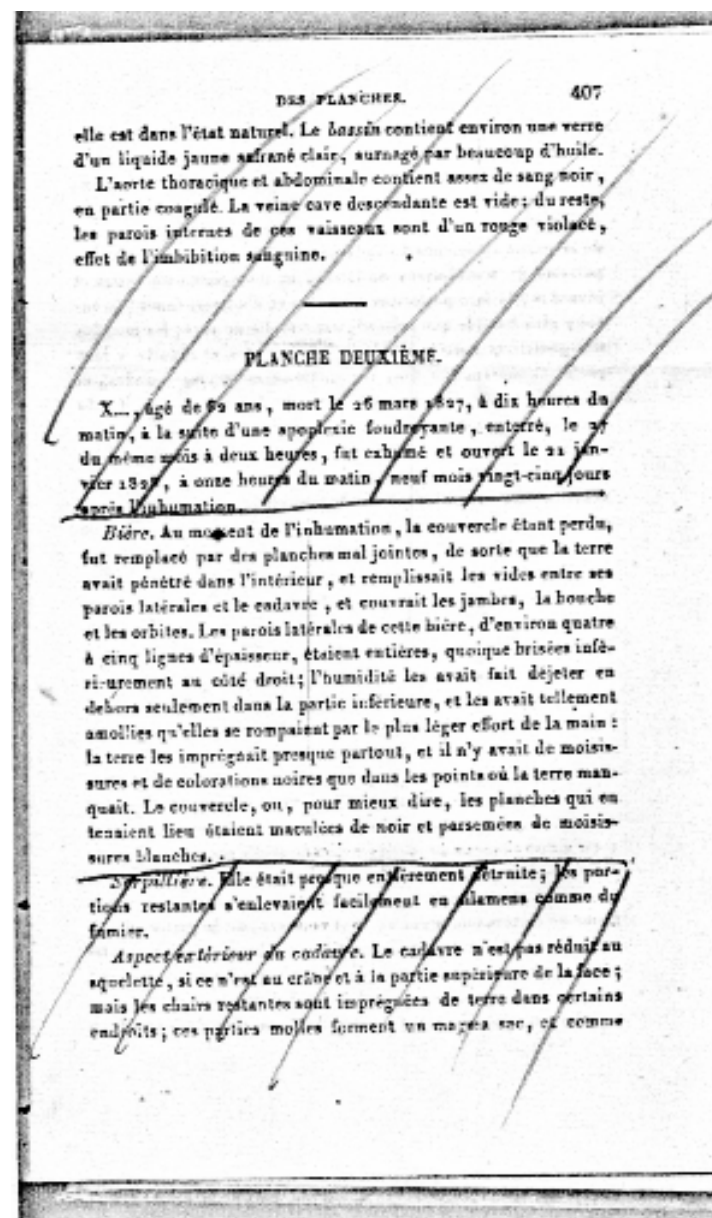 DES PLANCHES. 407
elle est dans l'état naturel. Le bassin contient environ une verre
d'un liquide jaune safrané clair, surnagé par beaucoup d'huile.
L'aorte thoracique et abdominale contient assez de sang noir,
en partie coagulé. La veine cave descendante est vide; du reste,
les parois internes de ces vaisseaux sont d'un rouge violacé,
effet de l'imbibition sanguine.
PLANCHE DEUXIÈME.
X—, âgé de 62 ans, mort le 26 mars 1827, à dix heures du
matin, à la suite d'une apoplexie foudroyante, enterré, le 27
du même mois à deux heures, fut exhumé et ouvert le 21 jan-
vier 1828, à onze heures du matin, neuf mois vingt-cinq jours
après l'inhumation.
Bière. Au moment de l'inhumation, la couvercle étant perdu,
fut remplacé par des planches mal jointes, de sorte que la terre
avait pénétré dans l'intérieur, et remplissait les vides entre ses
parois latérales et le cadavre, et couvrait les jambes, la bouche
et les orbites. Les parois latérales de cette bière, d'environ quatre
à cinq lignes d'épaisseur, étaient entières, quoique brisées infé-
rieurement au côté droit; l'humidité les avait fait déjeter en
dehors seulement dans la partie inférieure, et les avait tellement
amollies qu'elles se rompaient par le plus léger effort de la main:
la terre les imprégnait presque partout, et il n'y avait de moisis-
sures et de colorations noires que dans les points où la terre man-
quait. Le couvercle, ou, pour mieux dire, les planches qui en
tenaient lieu étaient maculées de noir et parsemées de moisis-
sures blanches.
Serpillière. Elle était presque entièrement détruite; les por-
tions restantes s'enlevaient facilement en filamens comme du
fumier.
Aspect extérieur du cadavre. Le cadavre n'est pas réduit au
squelette, si ce n'est au crâne et à la partie supérieure de la face;
mais les chairs restantes sont imprégnées de terre dans certains
endroits; ces parties molles forment un magma sec, et comme